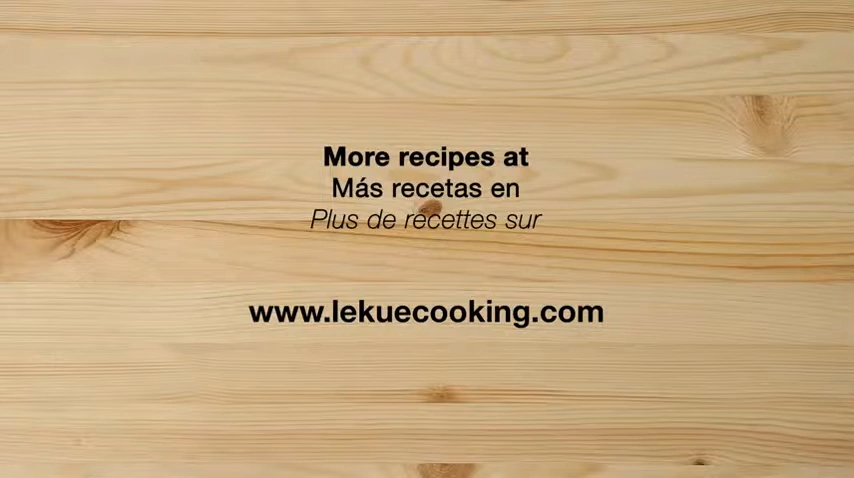 More recipes at
Más recetas en
Plus de recettes sur
www.lekuecooking.com